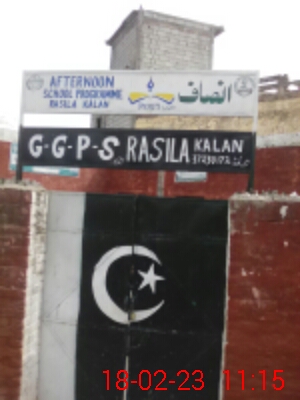 AFTERNOON
SCHOOL PROGRAMME
RASILA KALAN
انصاف
G-G-P-S RASILA KALAN
18-02-23 11:15